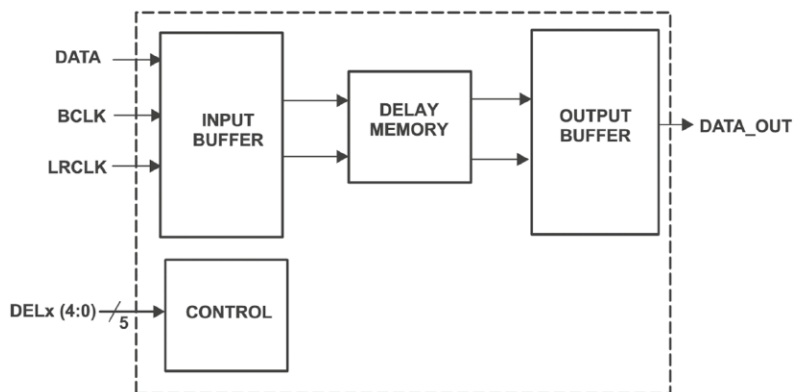 DATA
BCLK
LRCLK
INPUT
BUFFER
DELAY
MEMORY
OUTPUT
BUFFER
DATA_OUT
DELx (4:0)
5
CONTROL